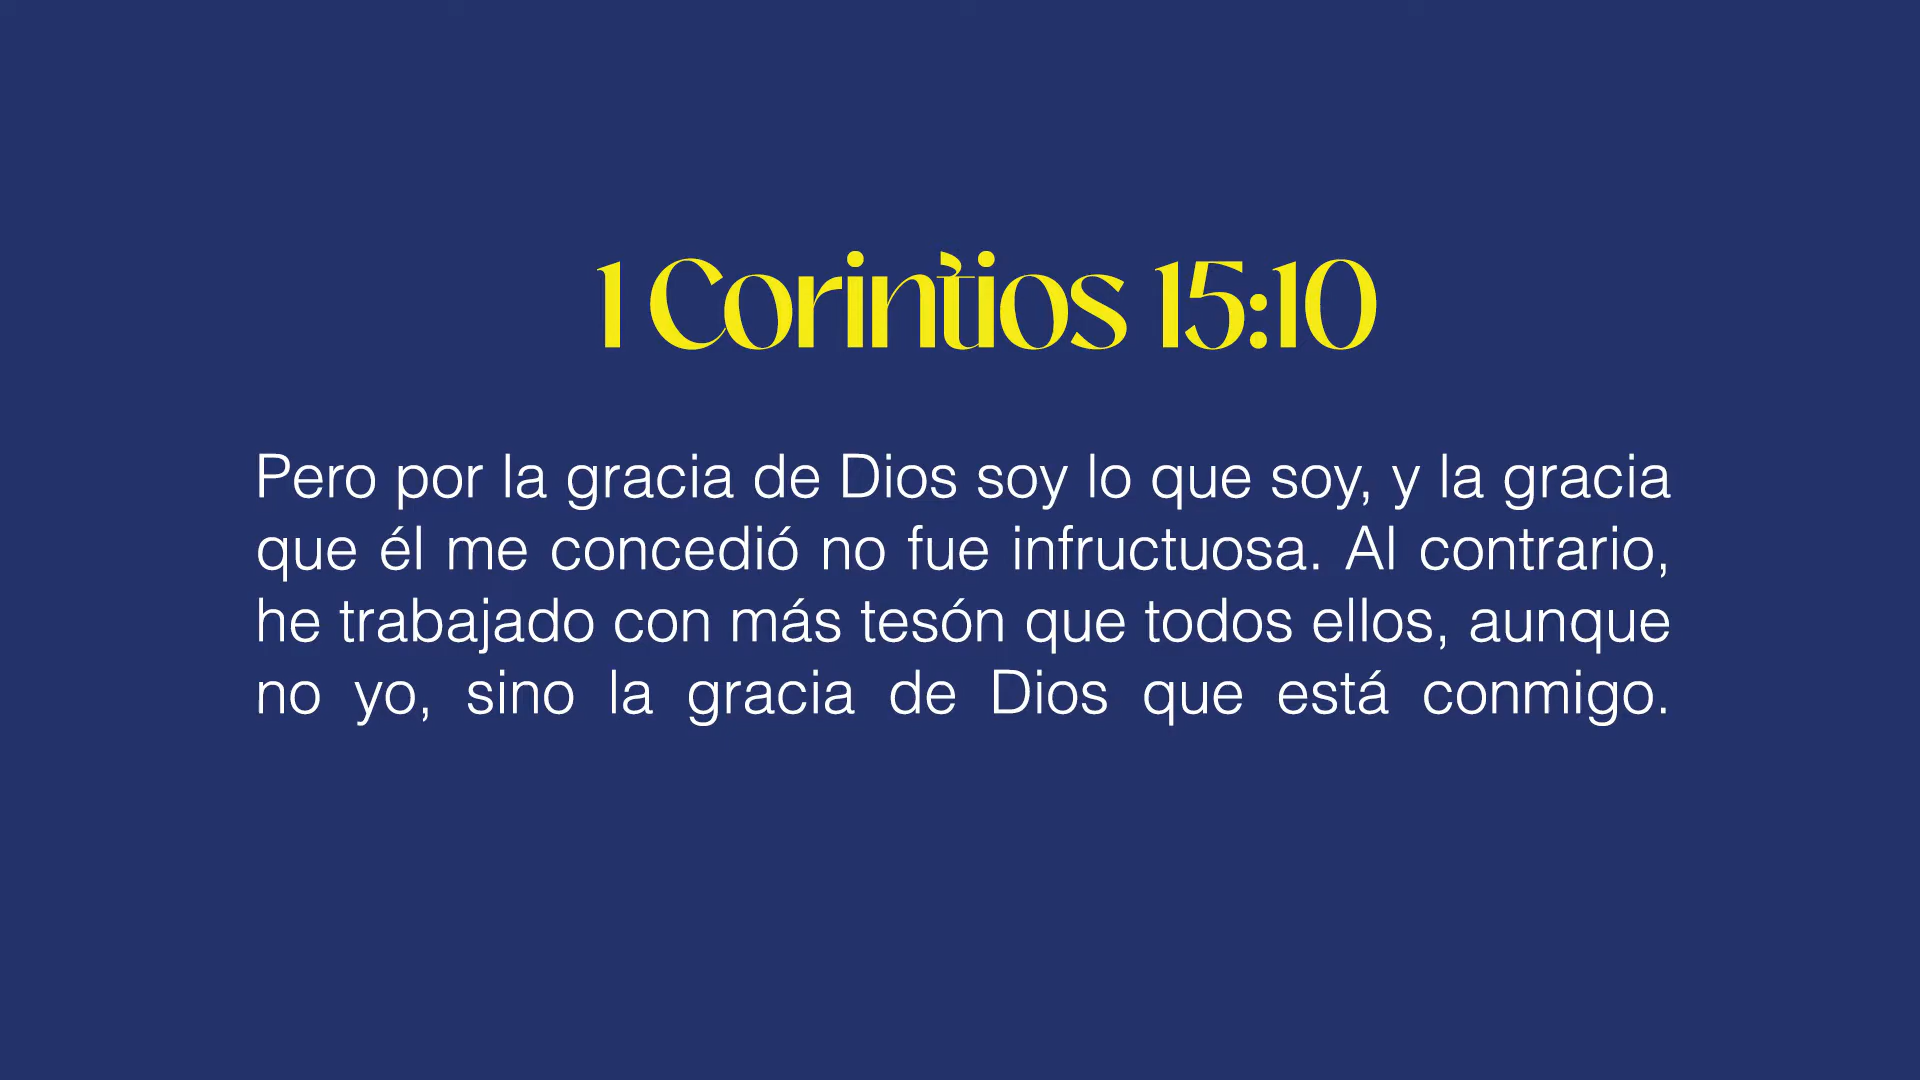 1 Corintios 15:10
Pero por la gracia de Dios soy lo que soy, y la gracia
que él me concedió no fue infructuosa. Al contrario,
he trabajado con más tesón que todos ellos, aunque
no yo, sino la gracia de Dios que está conmigo.